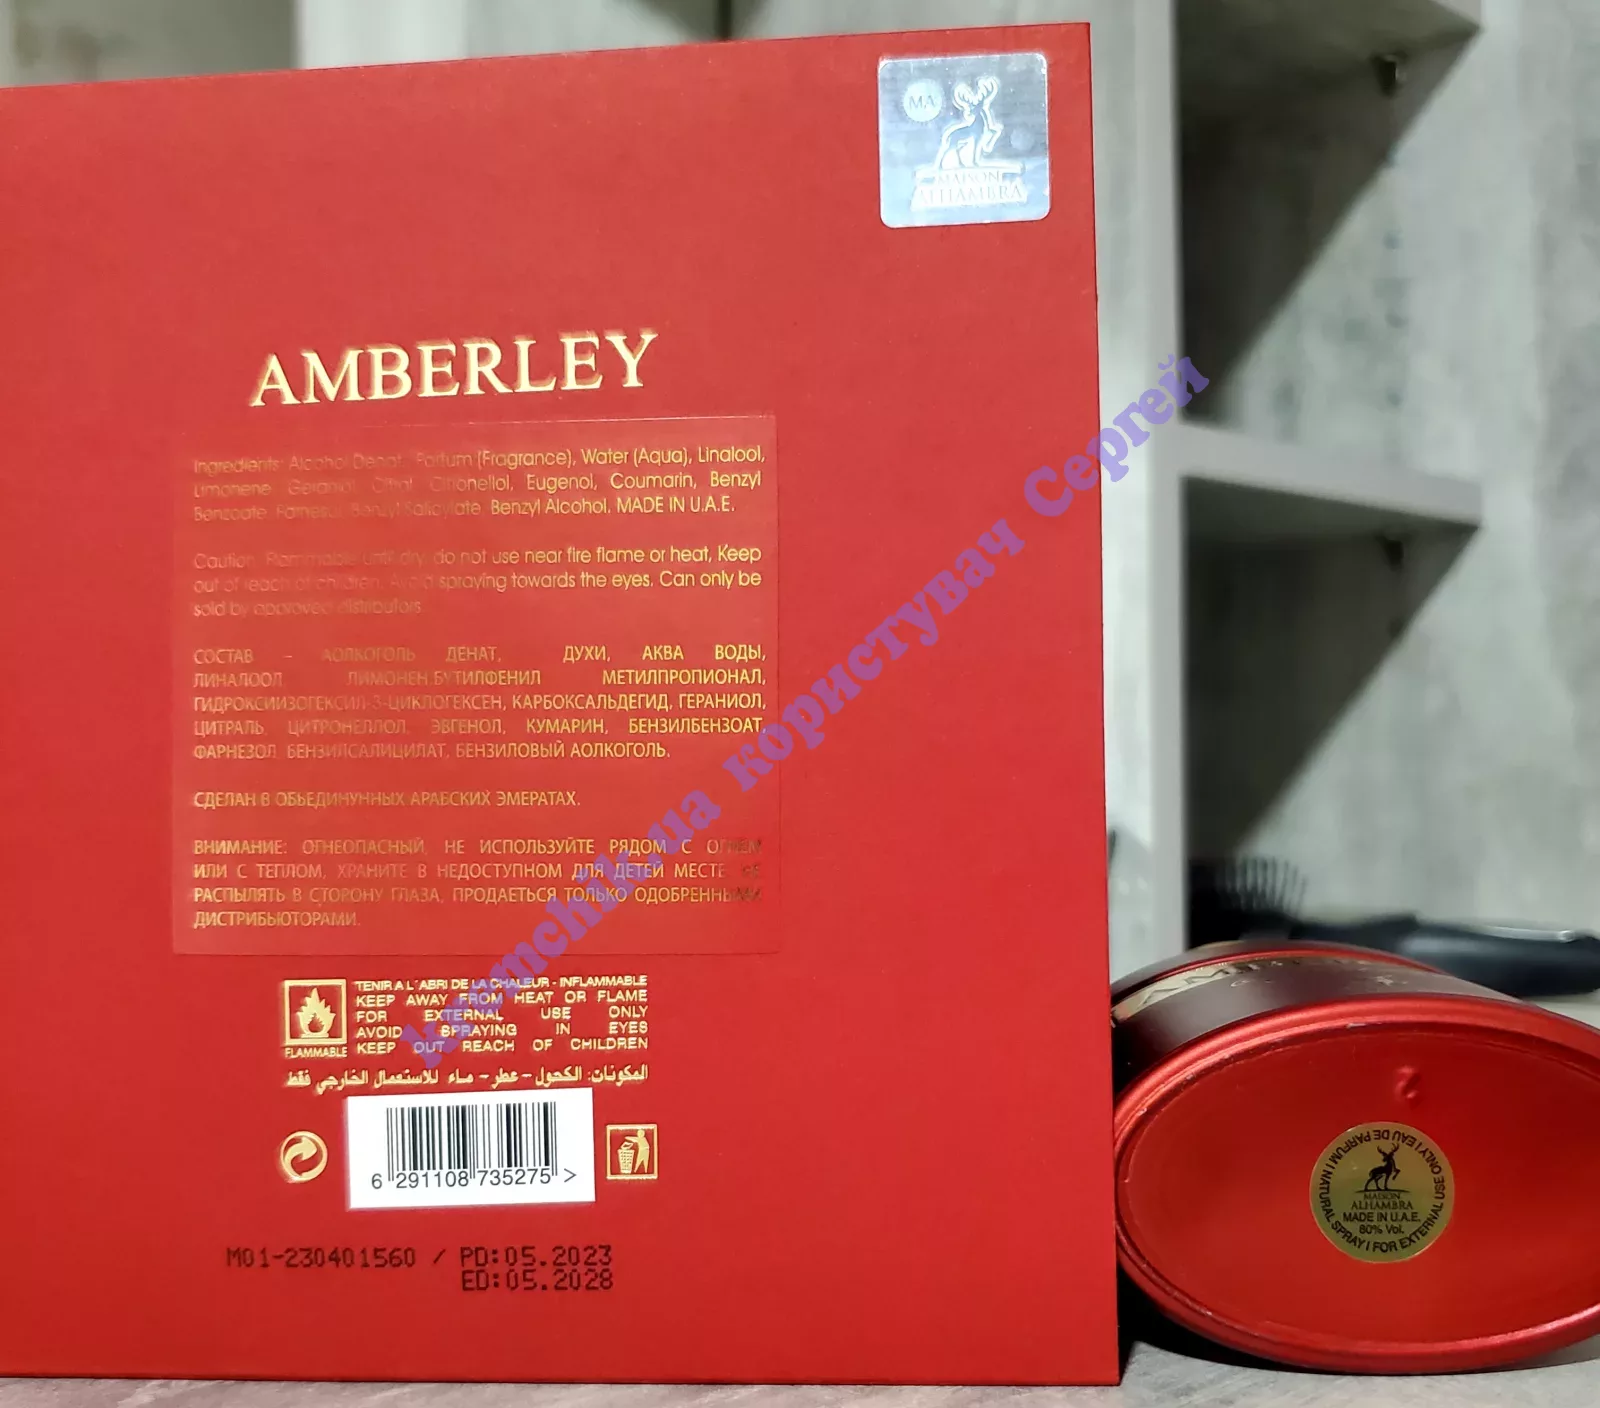 MA
MAISON
ALHAMBRA
AMBERLEY
Ingredients: Alcohol Denat, Parfum (Fragrance), Water (Aqua), Linalool,
Limonene, Geraniol, Citral, Citronellol, Eugenol, Coumarin, Benzyl
Benzoate, Farnesol, Benzyl Salicylate, Benzyl Alcohol. MADE IN U.A.E.
Caution: Flammable until dry, do not use near fire flame or heat, Keep
out of reach of children. Avoid spraying towards the eyes. Can only be
sold by approved distributors
СОСТАВ – АОЛКОГОЛЬ ДЕНАТ, ДУХИ, АКВА ВОДЫ,
ЛИНАЛООЛ, ЛИМОНЕН.БУТИЛФЕНИЛ МЕТИЛПРОПИОНАЛ,
ГИДРОКСИИЗОГЕКСИЛ-3-ЦИКЛОГЕКСЕН, КАРБОКСАЛЬДЕГИД, ГЕРАНИОЛ,
ЦИТРАЛЬ, ЦИТРОНЕЛЛОЛ, ЭВГЕНОЛ, КУМАРИН, БЕНЗИЛБЕНЗОАТ,
ФАРНЕЗОЛ, БЕНЗИЛСАЛИЦИЛАТ, БЕНЗИЛОВЫЙ АОЛКОГОЛЬ.
СДЕЛАН В ОБЬЕДИНУННЫХ АРАБСКИХ ЭМЕРАТАХ.
ВНИМАНИЕ: ОГНЕОПАСНЫЙ, НЕ ИСПОЛЬЗУЙТЕ РЯДОМ С ОГНЕМ
ИЛИ С ТЕПЛОМ, ХРАНИТЕ В НЕДОСТУПНОМ ДЛЯ ДЕТЕЙ МЕСТЕ. НЕ
РАСПЫЛЯТЬ В СТОРОНУ ГЛАЗА, ПРОДАЕТЬСЯ ТОЛЬКО ОДОБРЕННЫМИ
ДИСТРИБЬЮТОРАМИ.
TENIR A L'ABRI DE LA CHALEUR - INFLAMMABLE
KEEP AWAY FROM HEAT OR FLAME
FOR EXTERNAL USE ONLY
AVOID SPRAYING IN EYES
KEEP OUT REACH OF CHILDREN
FLAMMABLE
المكونات: الكحول - عطر - ماء للاستعمال الخارجي فقط
6 291108 735275 >
M01-230401560 / PD:05.2023
ED:05.2028
kremchik.ua користувач Сергей
2
EAU DE PARFUM | NATURAL SPRAY | FOR EXTERNAL USE ONLY |
MAISON
ALHAMBRA
MADE IN U.A.E.
80% Vol.